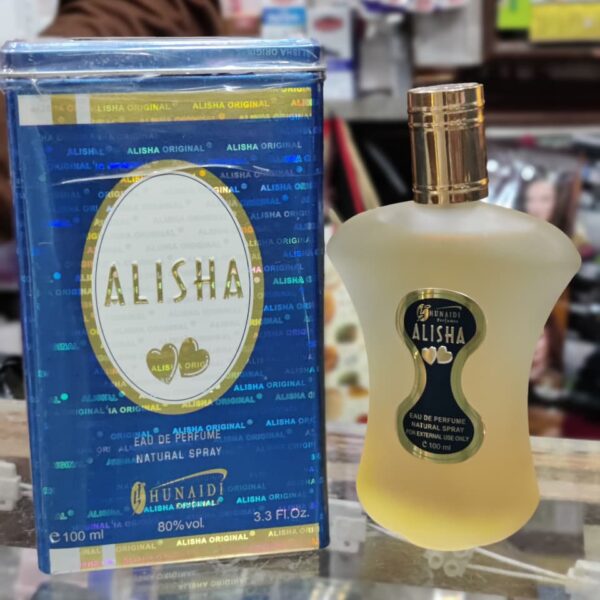 ALISHA ORIGINAL
ALISHA
EAU DE PERFUME
NATURAL SPRAY
HUNAIDI
ORIGINAL
℮ 100 ml
80% vol.
3.3 Fl.Oz.
HUNAIDI
Perfumes
ALISHA
EAU DE PERFUME
NATURAL SPRAY
FOR EXTERNAL USE ONLY
℮ 100 ml